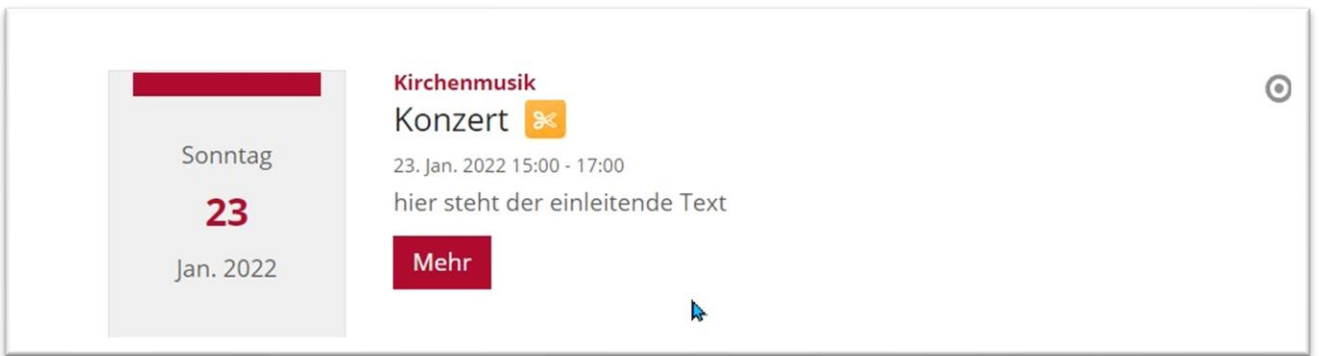 Sonntag
23
Jan. 2022
Kirchenmusik
Konzert
23. Jan. 2022 15:00 - 17:00
hier steht der einleitende Text
Mehr